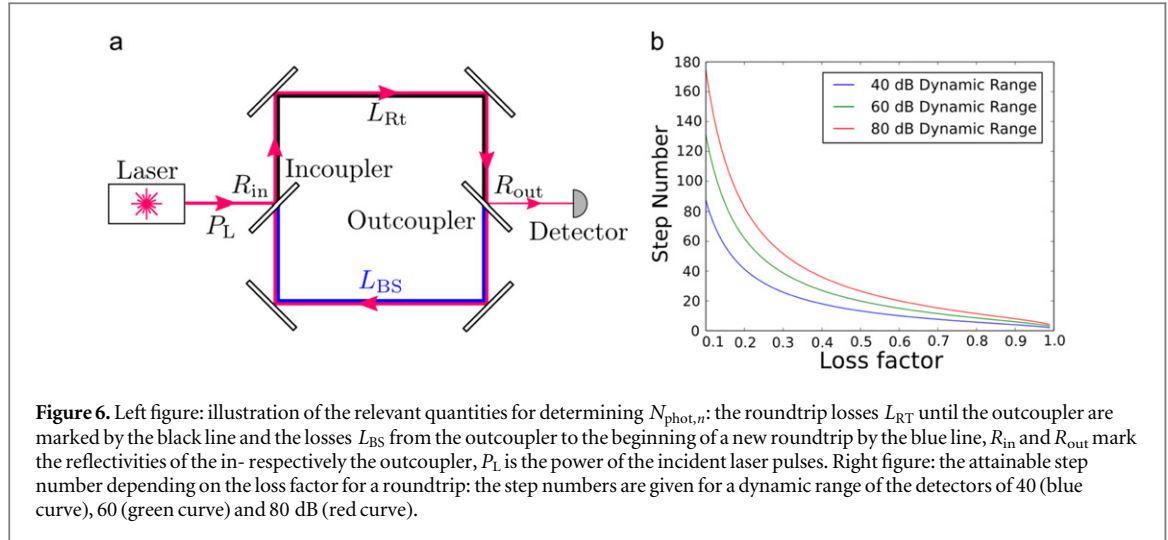 a
Laser
P_L
R_in
Incoupler
L_Rt
R_out
Outcoupler
Detector
L_BS
b
Step Number
180
160
140
120
100
80
60
40
20
0
0.1 0.2 0.3 0.4 0.5 0.6 0.7 0.8 0.9 1.0
Loss factor
40 dB Dynamic Range
60 dB Dynamic Range
80 dB Dynamic Range
Figure 6. Left figure: illustration of the relevant quantities for determining N_phot,n: the roundtrip losses L_RT until the outcoupler are
marked by the black line and the losses L_BS from the outcoupler to the beginning of a new roundtrip by the blue line, R_in and R_out mark
the reflectivities of the in- respectively the outcoupler, P_L is the power of the incident laser pulses. Right figure: the attainable step
number depending on the loss factor for a roundtrip: the step numbers are given for a dynamic range of the detectors of 40 (blue
curve), 60 (green curve) and 80 dB (red curve).